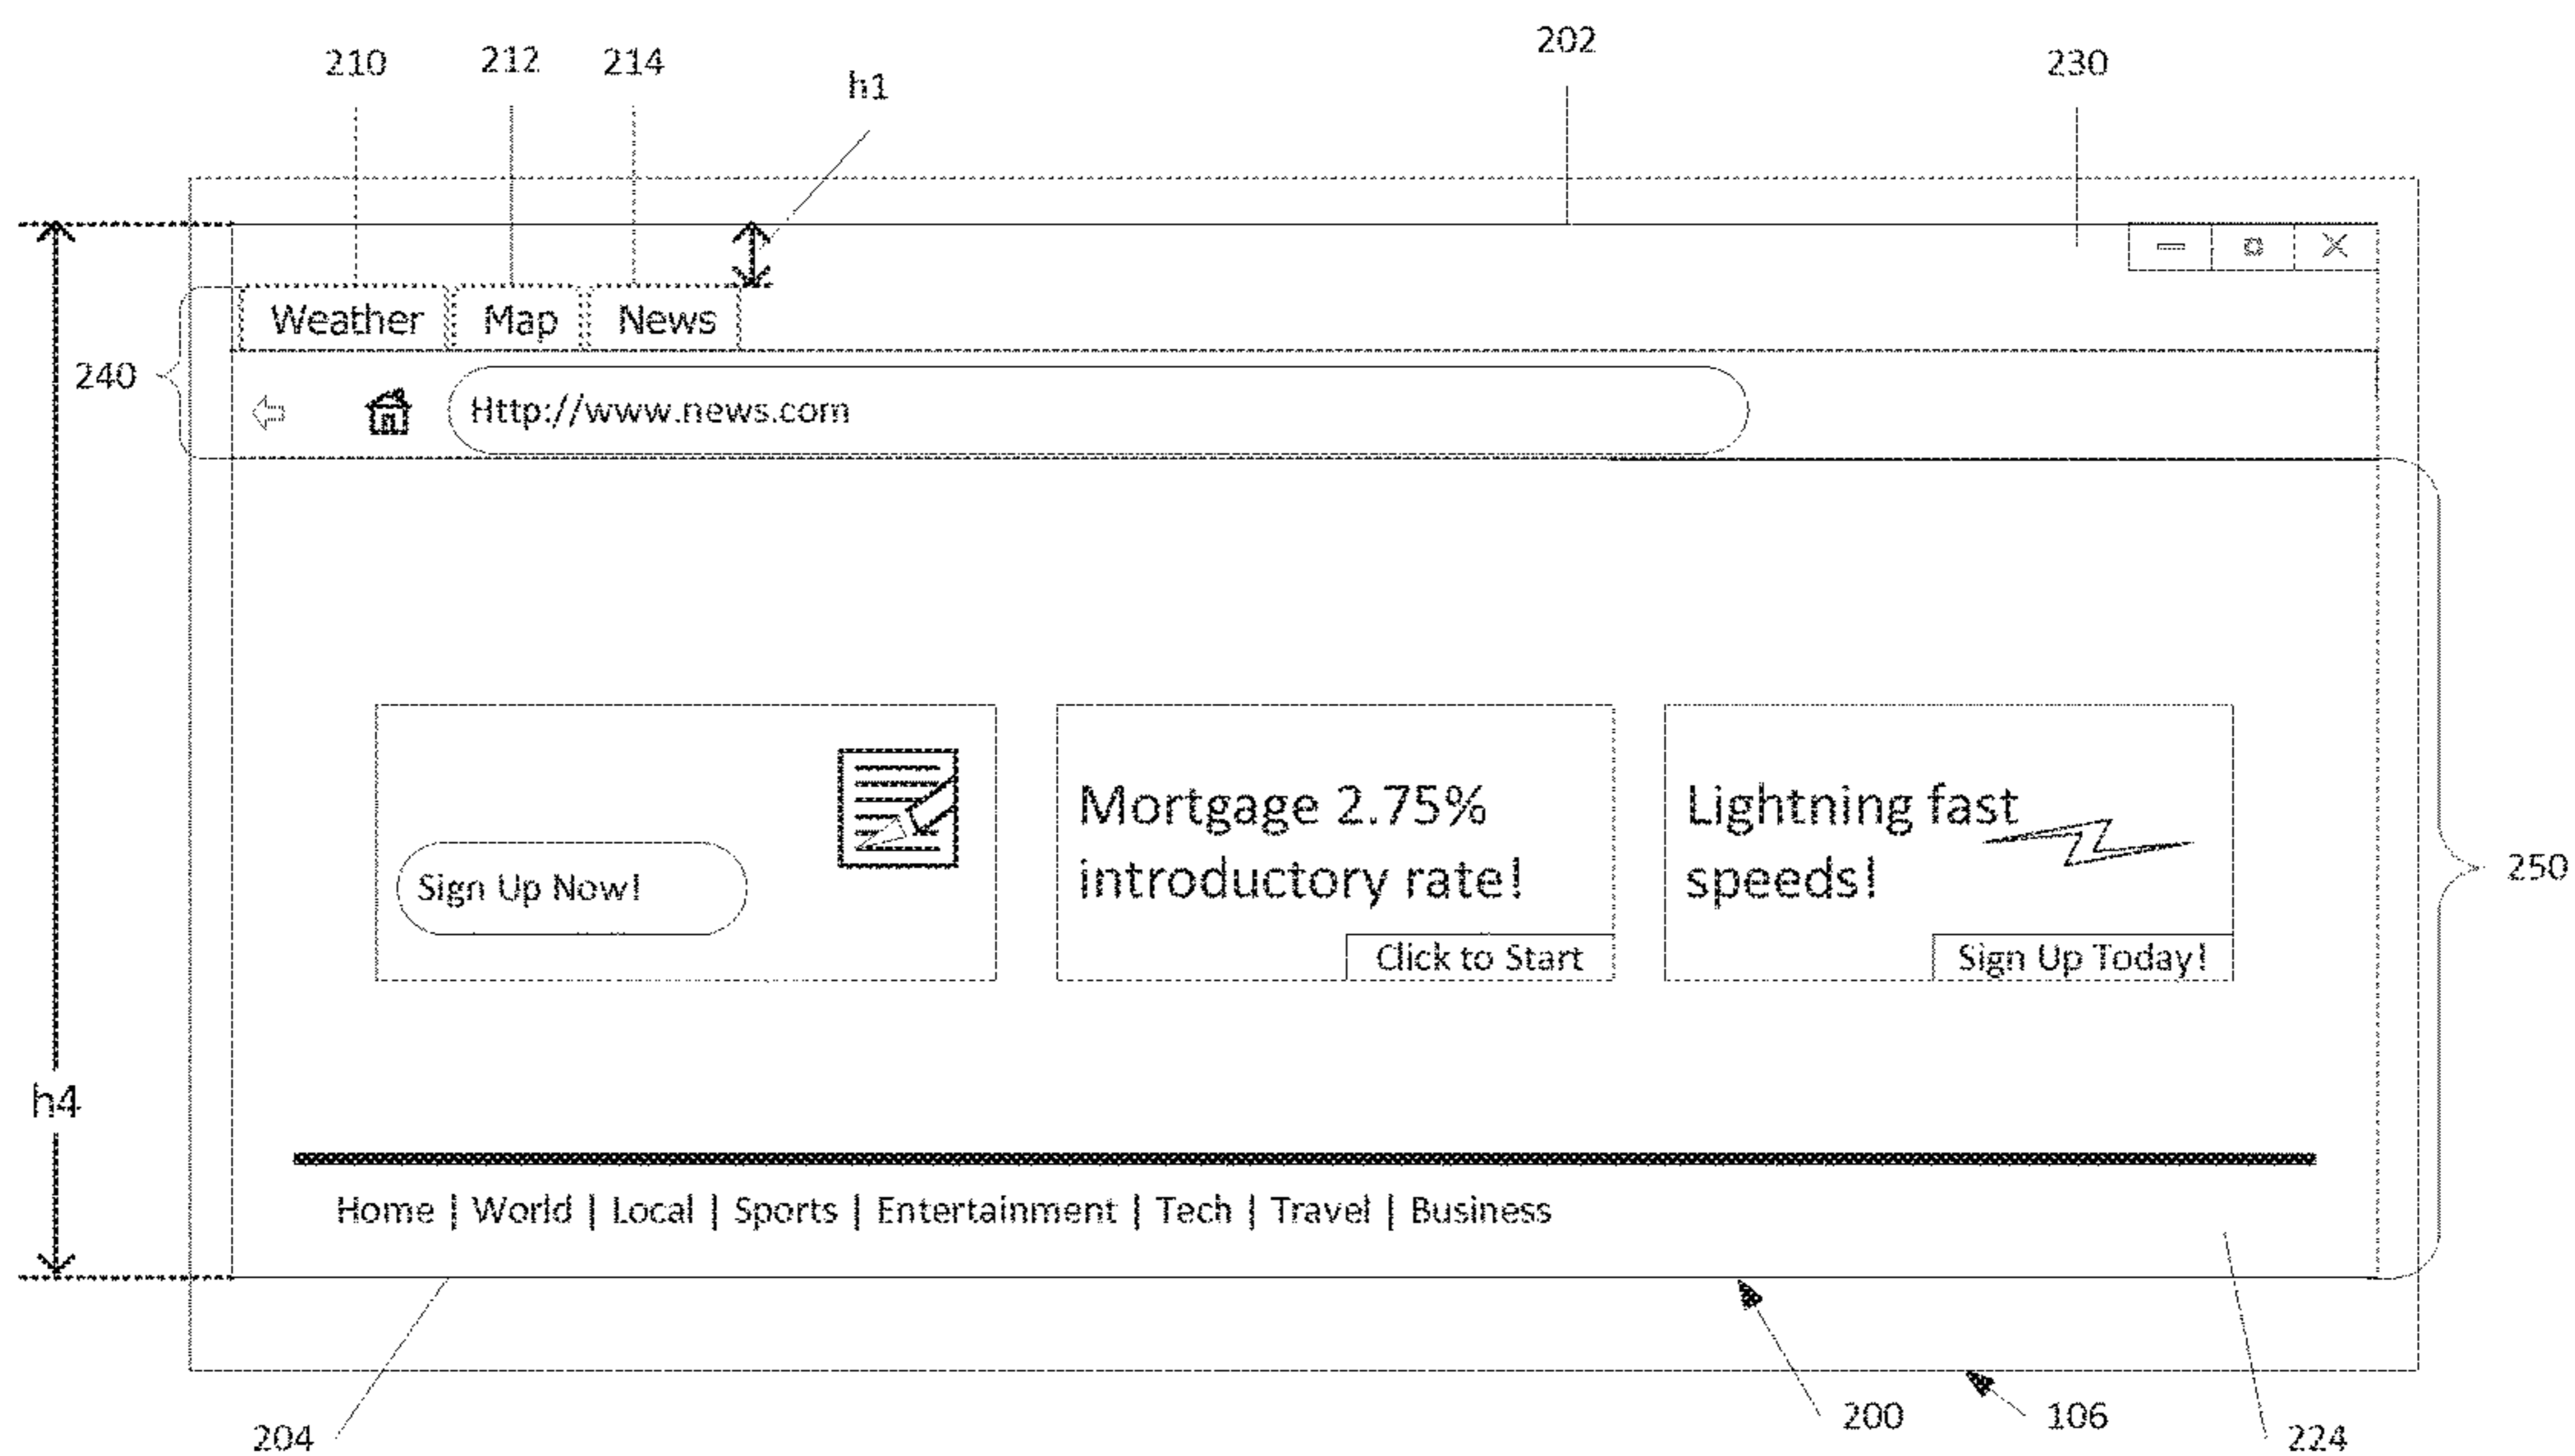 202
210 212 214 230
h1
Weather Map News
240
Http://www.news.com
Mortgage 2.75%
introductory rate!
Lightning fast
speeds!
Sign Up Now!
250
Click to Start
Sign Up Today!
h4
Home | World | Local | Sports | Entertainment | Tech | Travel | Business
200 106
204 224